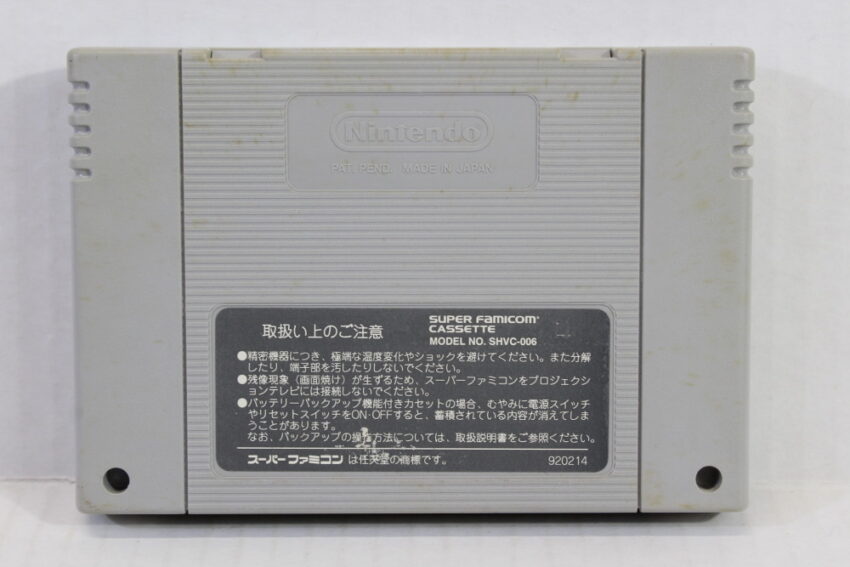 Nintendo
PAT. PEND. MADE IN JAPAN
取扱い上のご注意
SUPER FAMICOM
CASSETTE
MODEL NO. SHVC-006
●精密機器につき、極端な温度変化やショックを避けてください。また分解
したり、端子部を汚したりしないでください。
●残像現象（画面焼け）が生ずるため、スーパーファミコンをプロジェクシ
ョンテレビには接続しないでください。
●バッテリーバックアップ機能付きカセットの場合、むやみに電源スイッチ
やリセットスイッチをON·OFFすると、蓄積されている内容が消えてしま
うことがあります。
なお、バックアップの操作方法については、取扱説明書をご参照ください。
スーパーファミコンは任天堂の商標です。
920214